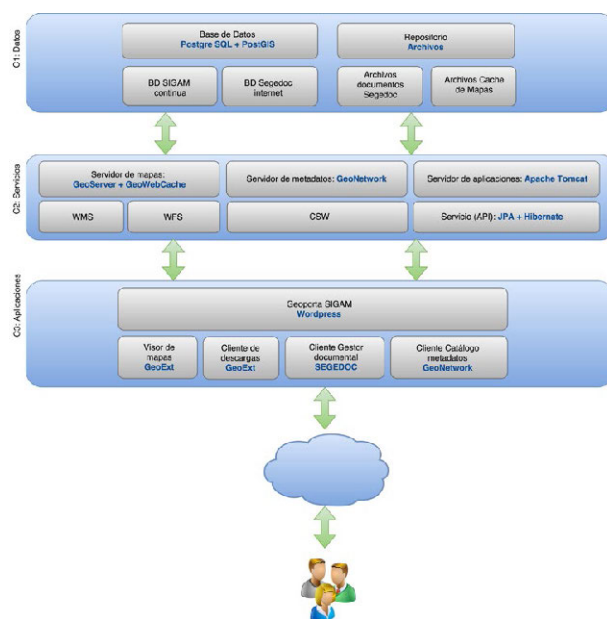 C1: Datos
Base de Datos
Postgre SQL + PostGIS
Repositorio
Archivos
BD SIGAM
continua
BD Segedoc
internet
Archivos
documentos
Segedoc
Archivos Cache
de Mapas
C2: Servicios
Servidor de mapas:
GeoServer + GeoWebCache
Servidor de metadatos: GeoNetwork
Servidor de aplicaciones: Apache Tomcat
WMS
WFS
CSW
Servicio (API): JPA + Hibernate
C3: Aplicaciones
Geoporta SIGAM
Wordpress
Visor de
mapas
GeoExt
Cliente de
descargas
GeoExt
Cliente Gestor
documental
SEGEDOC
Cliente Catálogo
metadatos
GeoNetwork